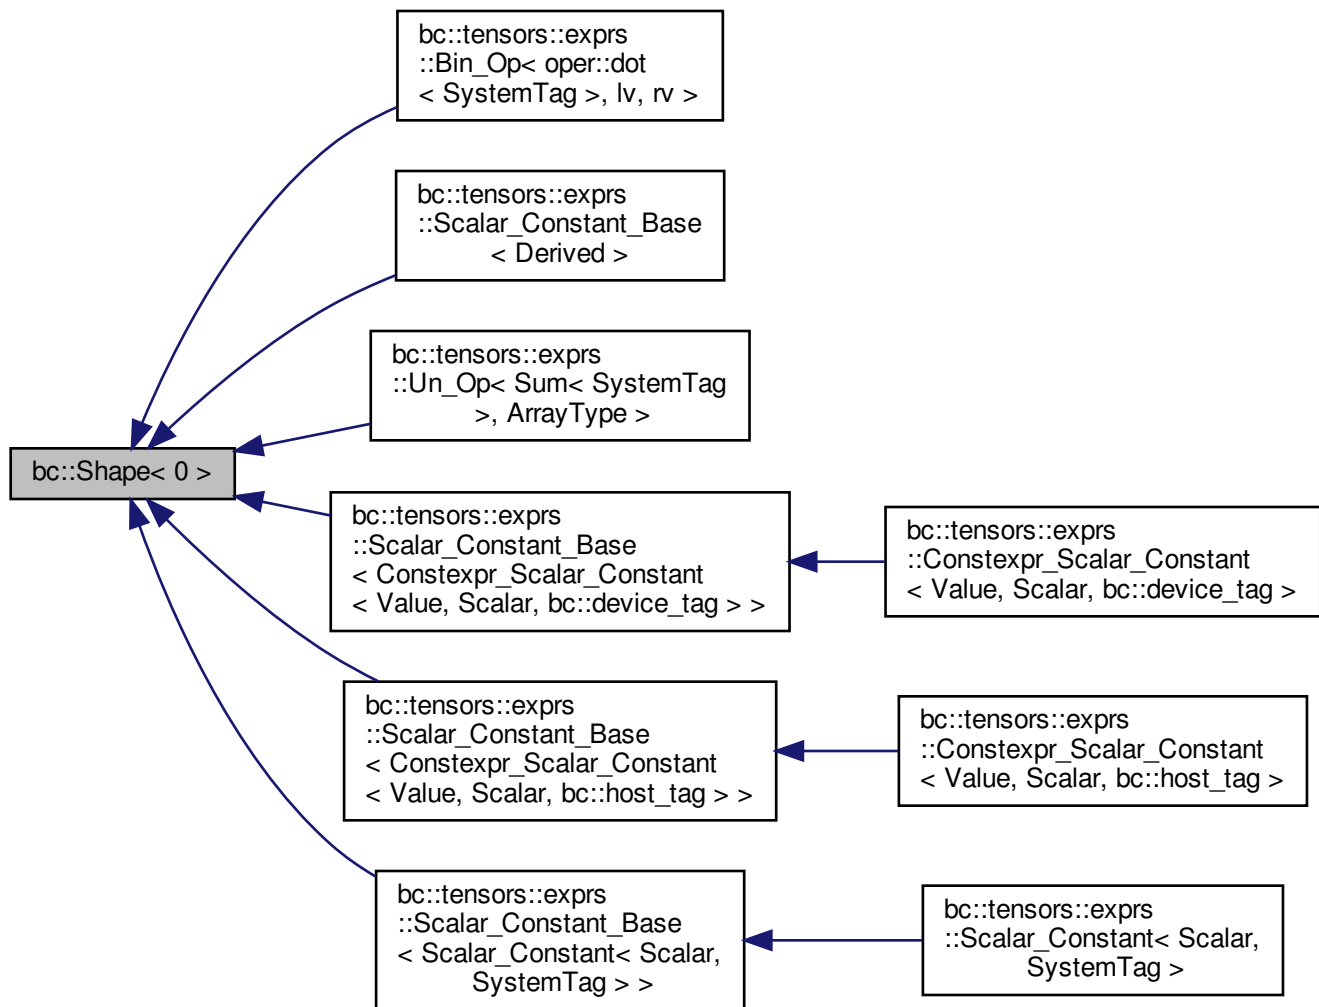 bc::tensors::exprs
::Bin_Op< oper::dot
< SystemTag >, lv, rv >
bc::tensors::exprs
::Scalar_Constant_Base
< Derived >
bc::tensors::exprs
::Un_Op< Sum< SystemTag
>, ArrayType >
bc::Shape< 0 >
bc::tensors::exprs
::Scalar_Constant_Base
< Constexpr_Scalar_Constant
< Value, Scalar, bc::device_tag > >
bc::tensors::exprs
::Constexpr_Scalar_Constant
< Value, Scalar, bc::device_tag >
bc::tensors::exprs
::Scalar_Constant_Base
< Constexpr_Scalar_Constant
< Value, Scalar, bc::host_tag > >
bc::tensors::exprs
::Constexpr_Scalar_Constant
< Value, Scalar, bc::host_tag >
bc::tensors::exprs
::Scalar_Constant_Base
< Scalar_Constant< Scalar,
SystemTag > >
bc::tensors::exprs
::Scalar_Constant< Scalar,
SystemTag >